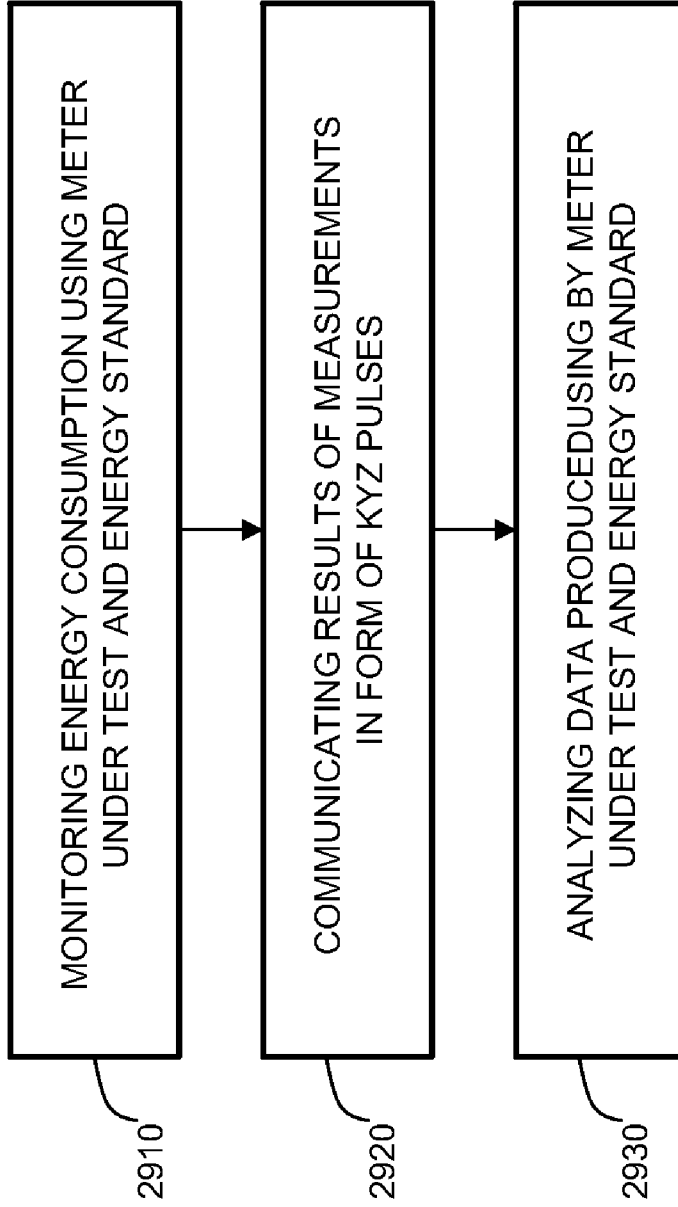 2910
MONITORING ENERGY CONSUMPTION USING METER
UNDER TEST AND ENERGY STANDARD
2920
COMMUNICATING RESULTS OF MEASUREMENTS
IN FORM OF KYZ PULSES
2930
ANALYZING DATA PRODUCEDUSING BY METER
UNDER TEST AND ENERGY STANDARD